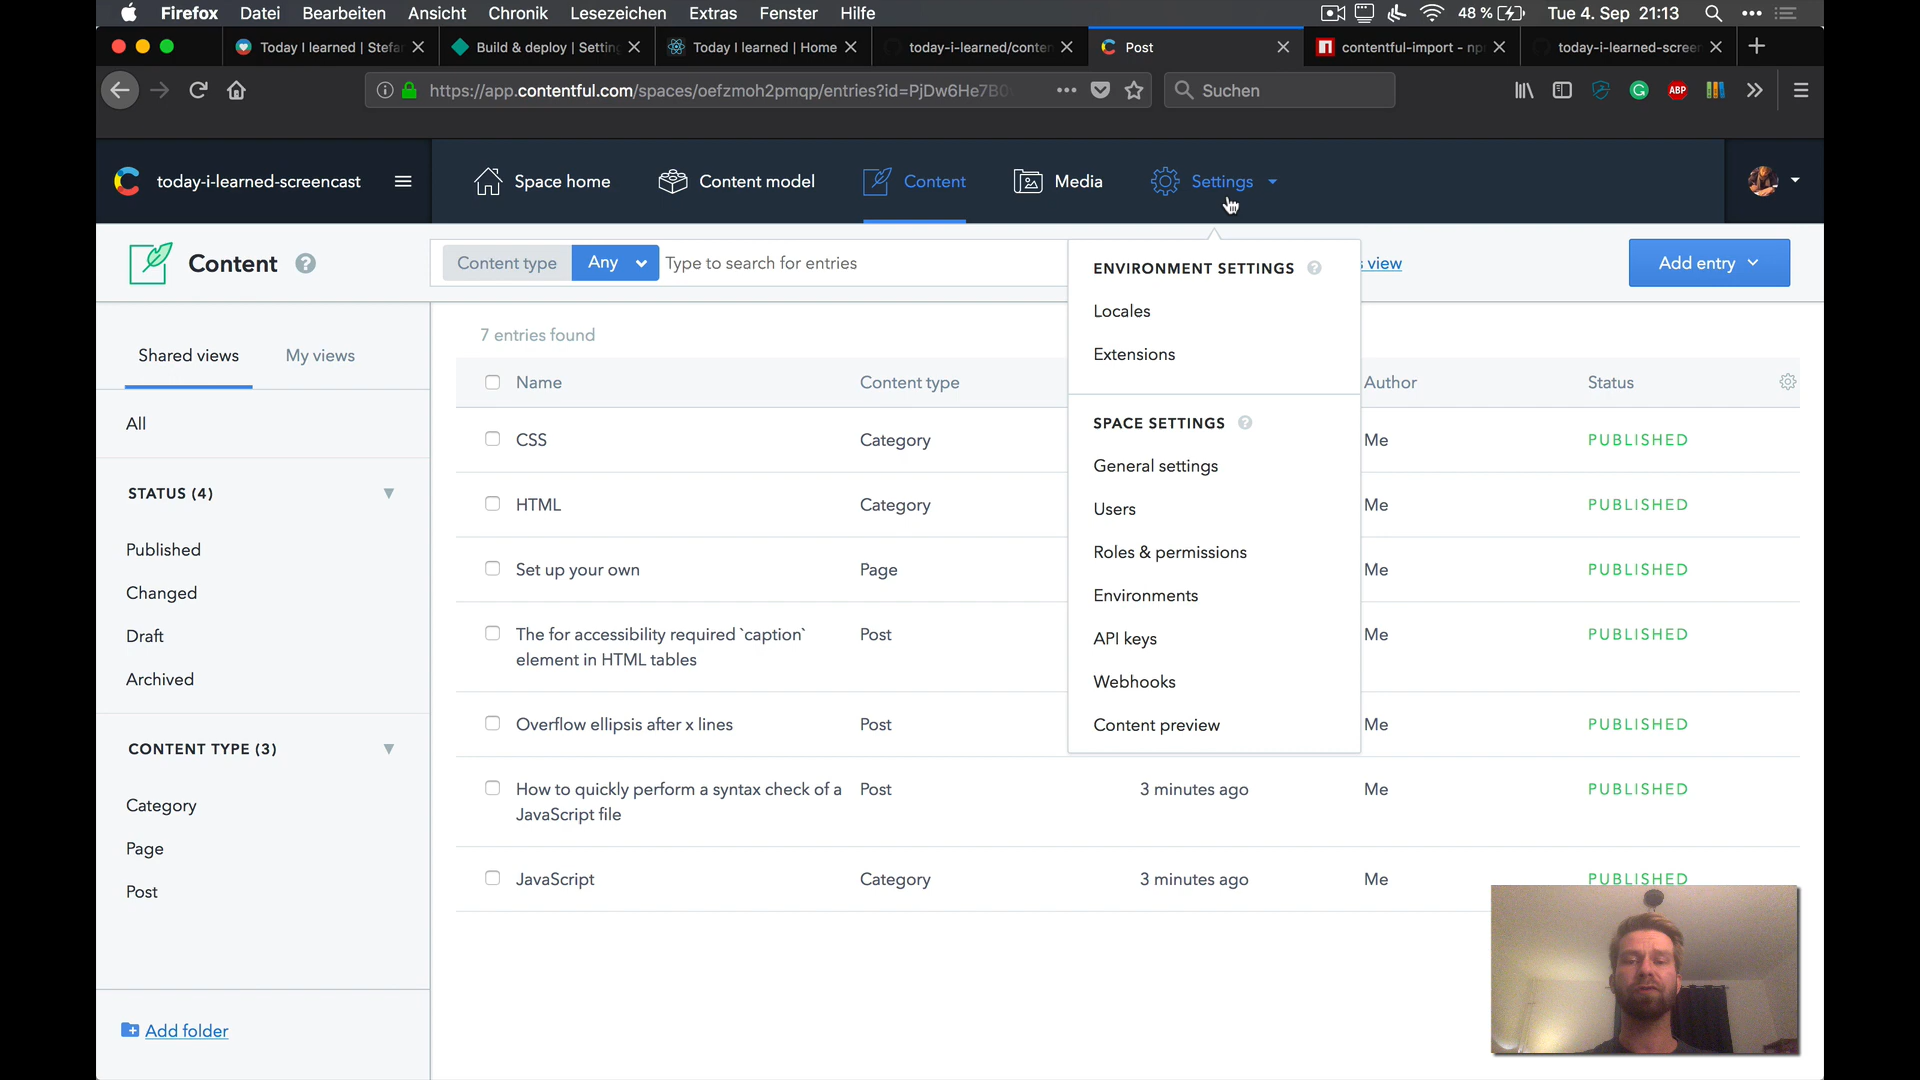 Firefox Datei Bearbeiten Ansicht Chronik Lesezeichen Extras Fenster Hilfe 48 % Tue 4. Sep 21:13
Today I learned | Stefa Build & deploy | Settin Today I learned | Home today-i-learned/conten Post contentful-import - np today-i-learned-screen
https://app.contentful.com/spaces/oefzmoh2pmqp/entries?id=PjDw6He7B0 Suchen ABP
today-i-learned-screencast Space home Content model Content Media Settings
Content Content type Any Type to search for entries s view Add entry
ENVIRONMENT SETTINGS
Locales
Extensions
SPACE SETTINGS
General settings
Users
Roles & permissions
Environments
API keys
Webhooks
Content preview
Shared views My views
All
STATUS (4)
Published
Changed
Draft
Archived
CONTENT TYPE (3)
Category
Page
Post
Add folder
7 entries found
Name Content type Author Status
CSS Category Me PUBLISHED
HTML Category Me PUBLISHED
Set up your own Page Me PUBLISHED
The for accessibility required `caption` Post Me PUBLISHED
element in HTML tables
Overflow ellipsis after x lines Post Me PUBLISHED
How to quickly perform a syntax check of a Post 3 minutes ago Me PUBLISHED
JavaScript file
JavaScript Category 3 minutes ago Me PUBLISHED